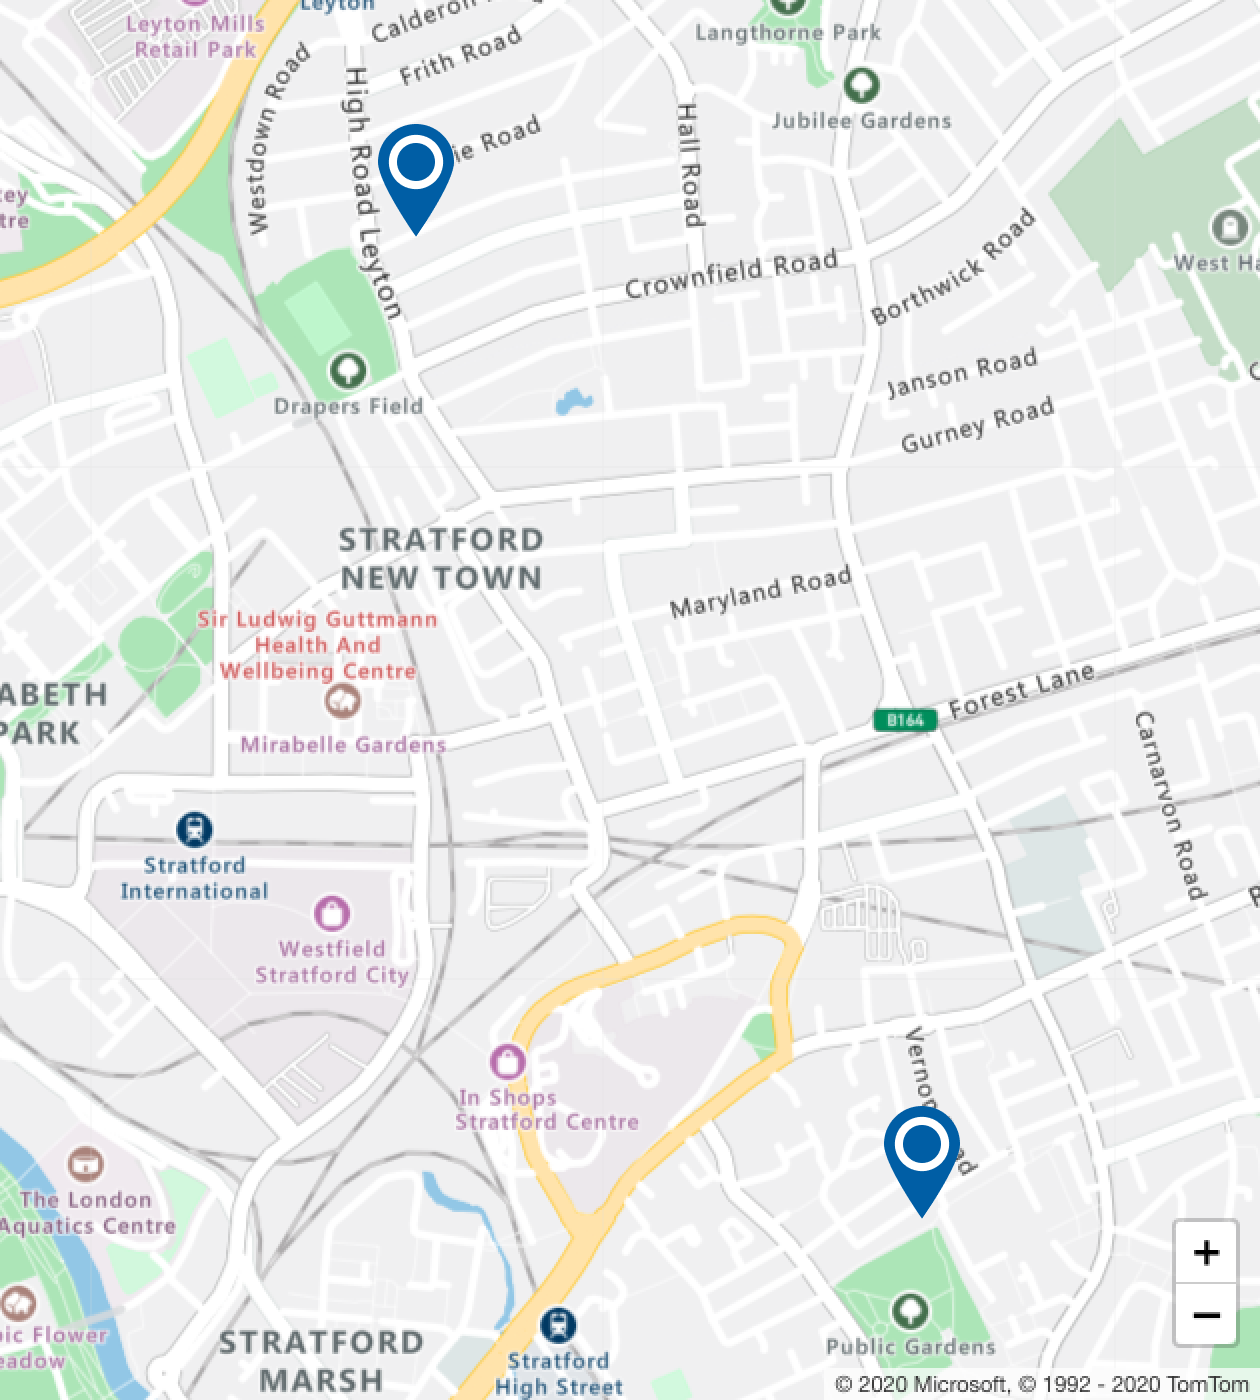 Leyton
Leyton Mills
Retail Park
Calderon
Frith Road
Langthorne Park
Jubilee Gardens
Westdown Road
High Road Leyton
ie Road
Hall Road
ey
tre
Crownfield Road
Borthwick Road
West Ha
Janson Road
Gurney Road
Drapers Field
STRATFORD
NEW TOWN
Maryland Road
Sir Ludwig Guttmann
Health And
Wellbeing Centre
ABETH
PARK
Mirabelle Gardens
B164
Forest Lane
Carnarvon Road
Stratford
International
Westfield
Stratford City
In Shops
Stratford Centre
Vernon
ad
The London
Aquatics Centre
ic Flower
eadow
STRATFORD
MARSH
Stratford
High Street
Public Gardens
+
−
© 2020 Microsoft, © 1992 - 2020 TomTom